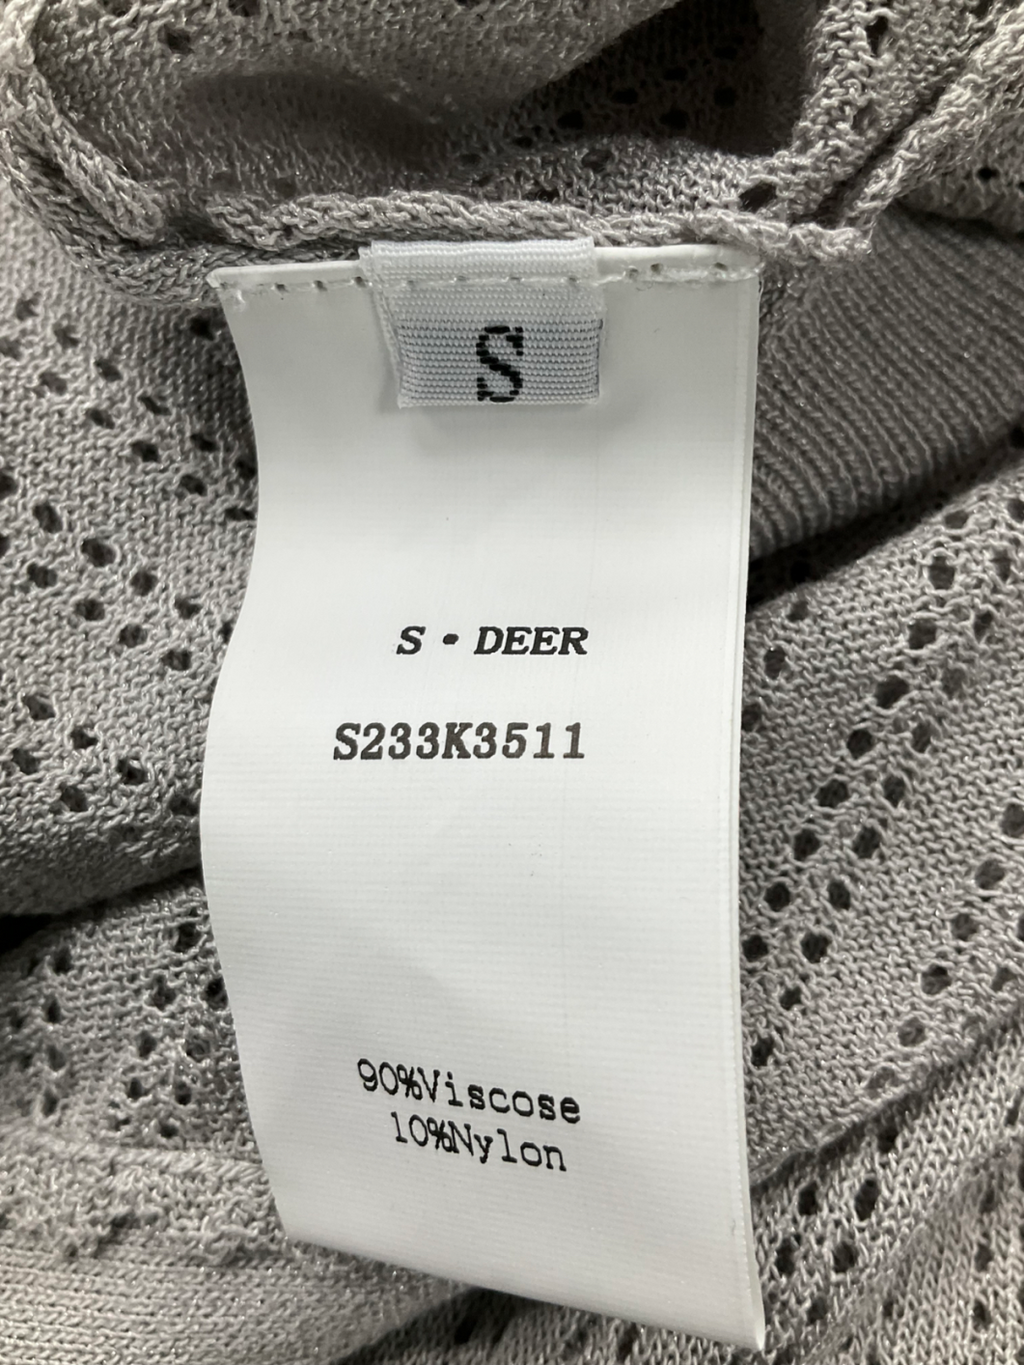 S
S • DEER
S233K3511
90%Viscose
10%Nylon